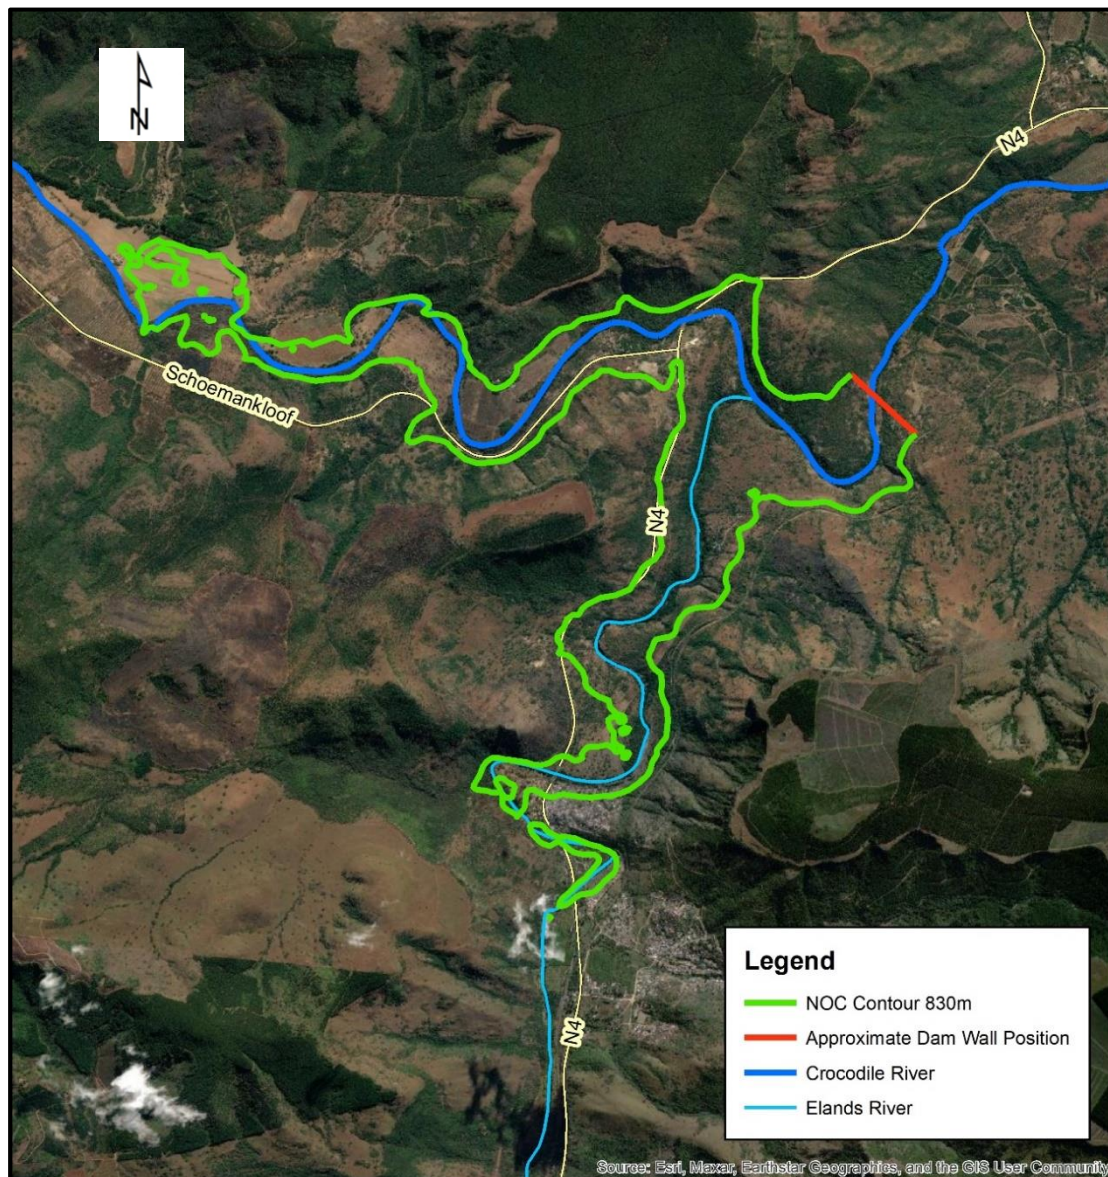 N
N4
Schoemankloof
N4
N4
Legend
NOC Contour 830m
Approximate Dam Wall Position
Crocodile River
Elands River
Source: Esri, Maxar, Earthstar Geographics, and the GIS User Community